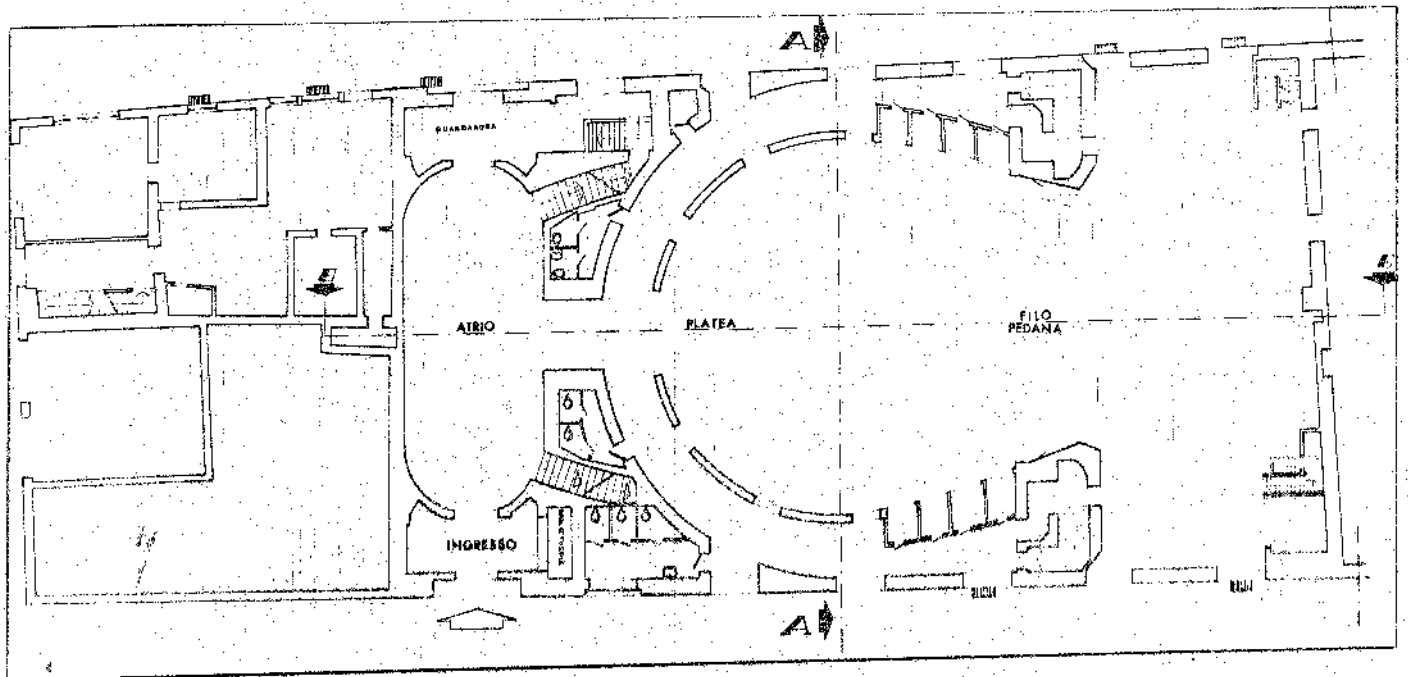 A
GUARDAROBA
ATRIO
PLATEA
FILO
PEDANA
INGRESSO
A